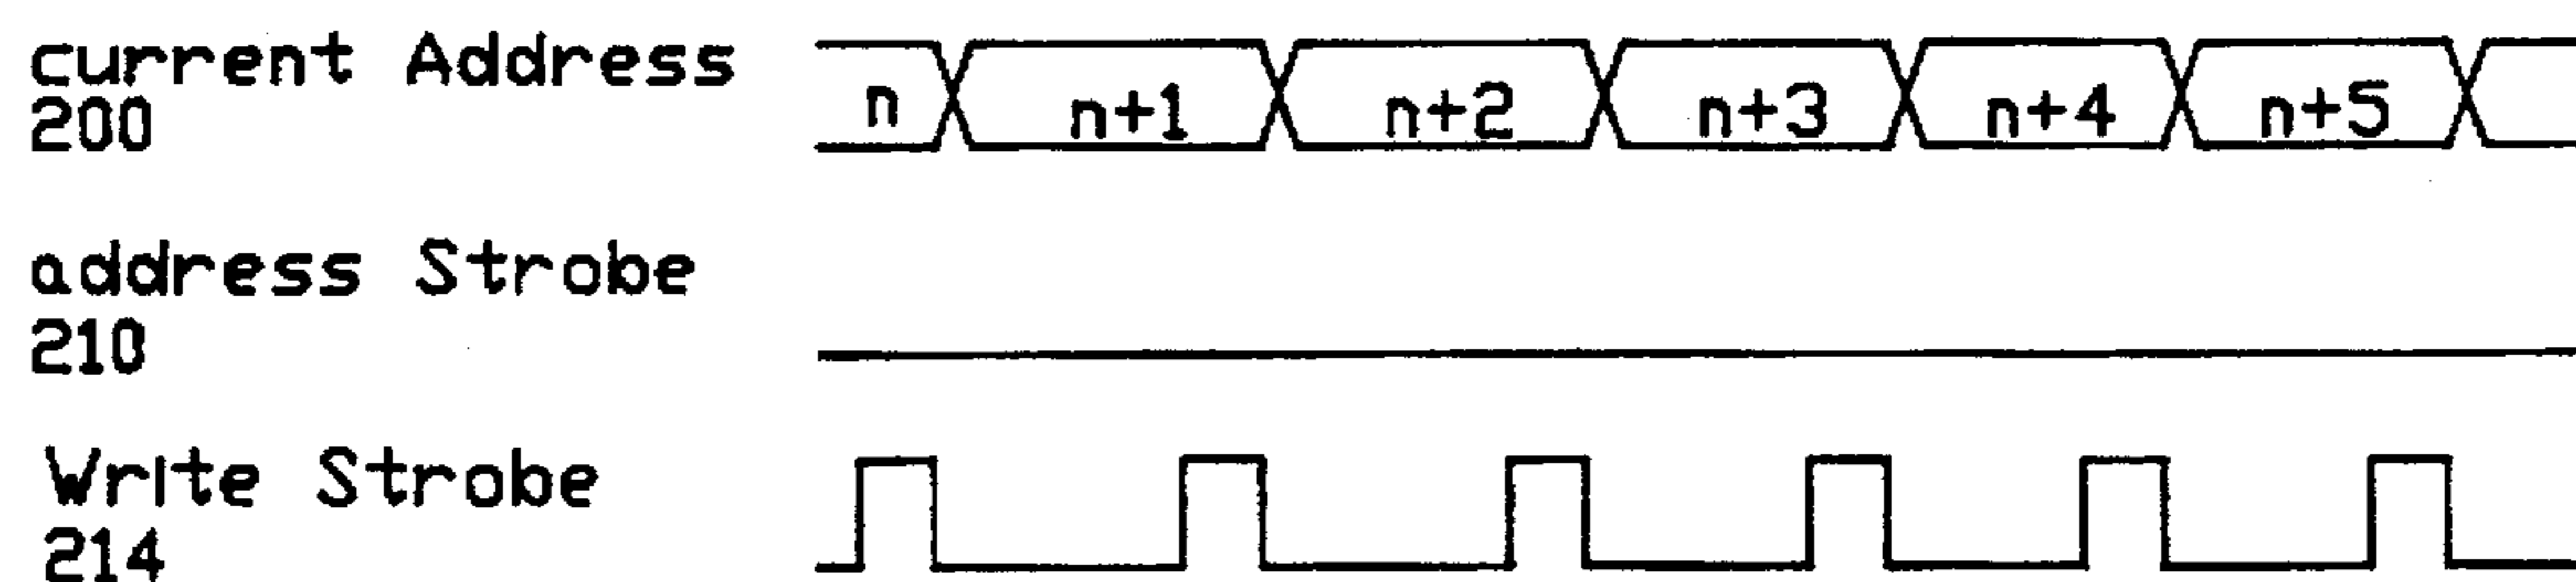 current Address
200
n n+1 n+2 n+3 n+4 n+5
address Strobe
210
Write Strobe
214